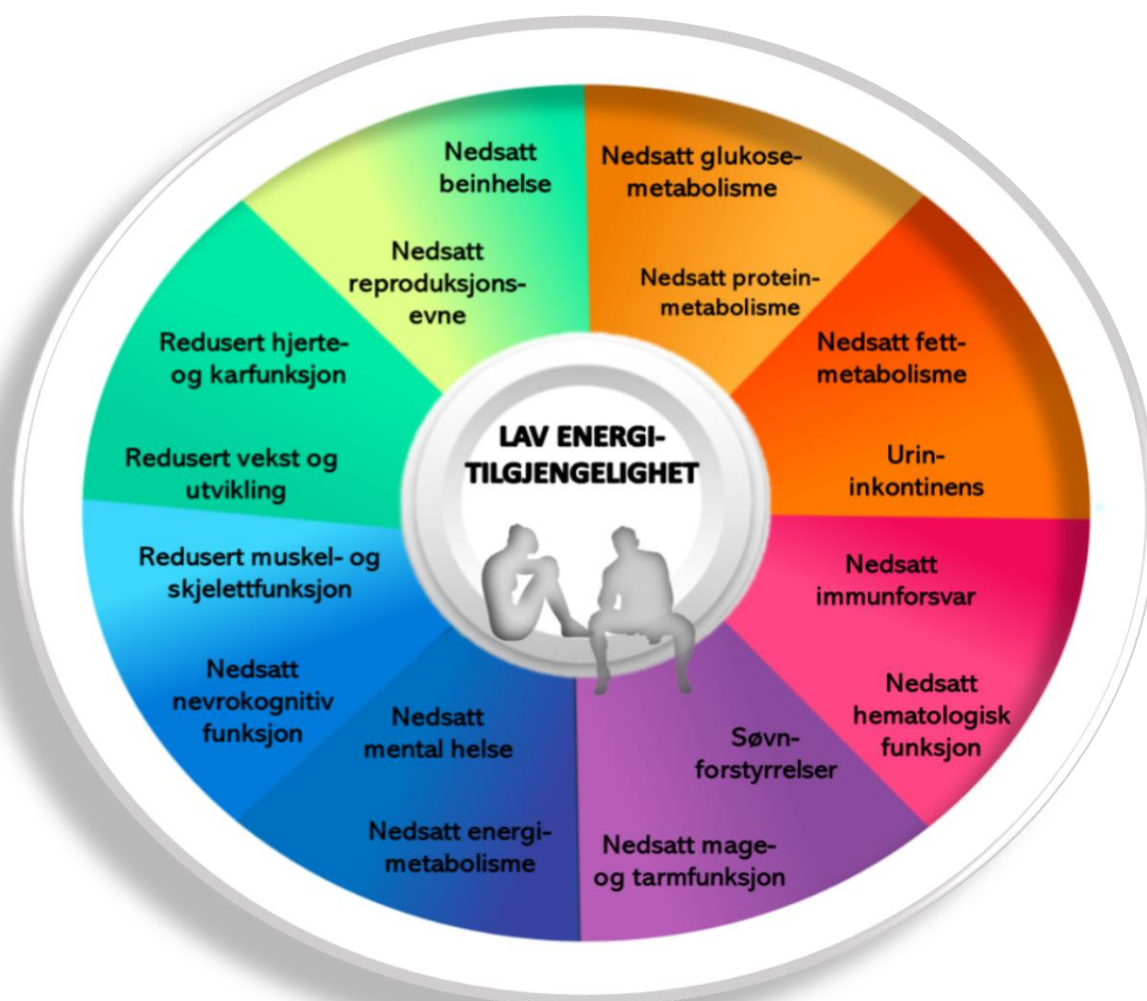 Nedsatt
beinhelse
Nedsatt
reproduksjons-
evne
Nedsatt glukose-
metabolisme
Nedsatt protein-
metabolisme
Nedsatt fett-
metabolisme
Urin-
inkontinens
Nedsatt
immunforsvar
Nedsatt
hematologisk
funksjon
Søvn-
forstyrrelser
Nedsatt mage-
og tarmfunksjon
Nedsatt
mental helse
Nedsatt energi-
metabolisme
Redusert muskel- og
skjelettfunksjon
Nedsatt
nevrokognitiv
funksjon
Redusert hjerte-
og karfunksjon
Redusert vekst og
utvikling
LAV ENERGI-
TILGJENGELIGHET